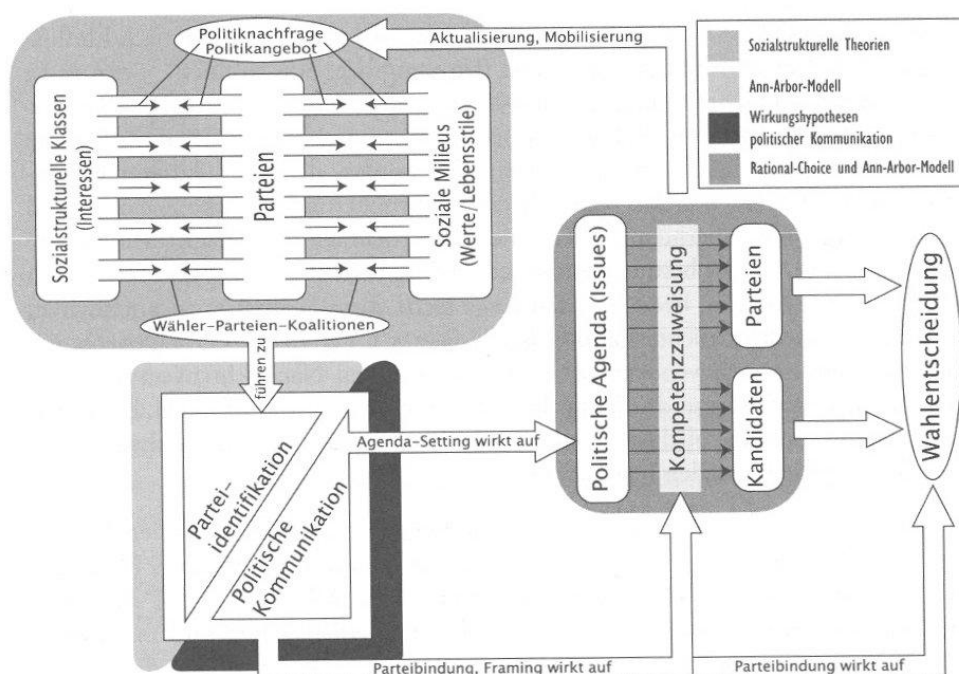 Politiknachfrage
Politikangebot
Aktualisierung, Mobilisierung
Sozialstrukturelle Theorien
Ann-Arbor-Modell
Wirkungshypothesen
politischer Kommunikation
Rational-Choice und Ann-Arbor-Modell
Sozialstrukturelle Klassen
(Interessen)
Parteien
Soziale Milieus
(Werte/Lebensstile)
Wähler-Parteien-Koalitionen
führen zu
Partei-
identifikation
Politische
Kommunikation
Agenda-Setting wirkt auf
Politische Agenda (Issues)
Kompetenzzuweisung
Parteien
Kandidaten
Wahlentscheidung
Parteibindung, Framing wirkt auf
Parteibindung wirkt auf